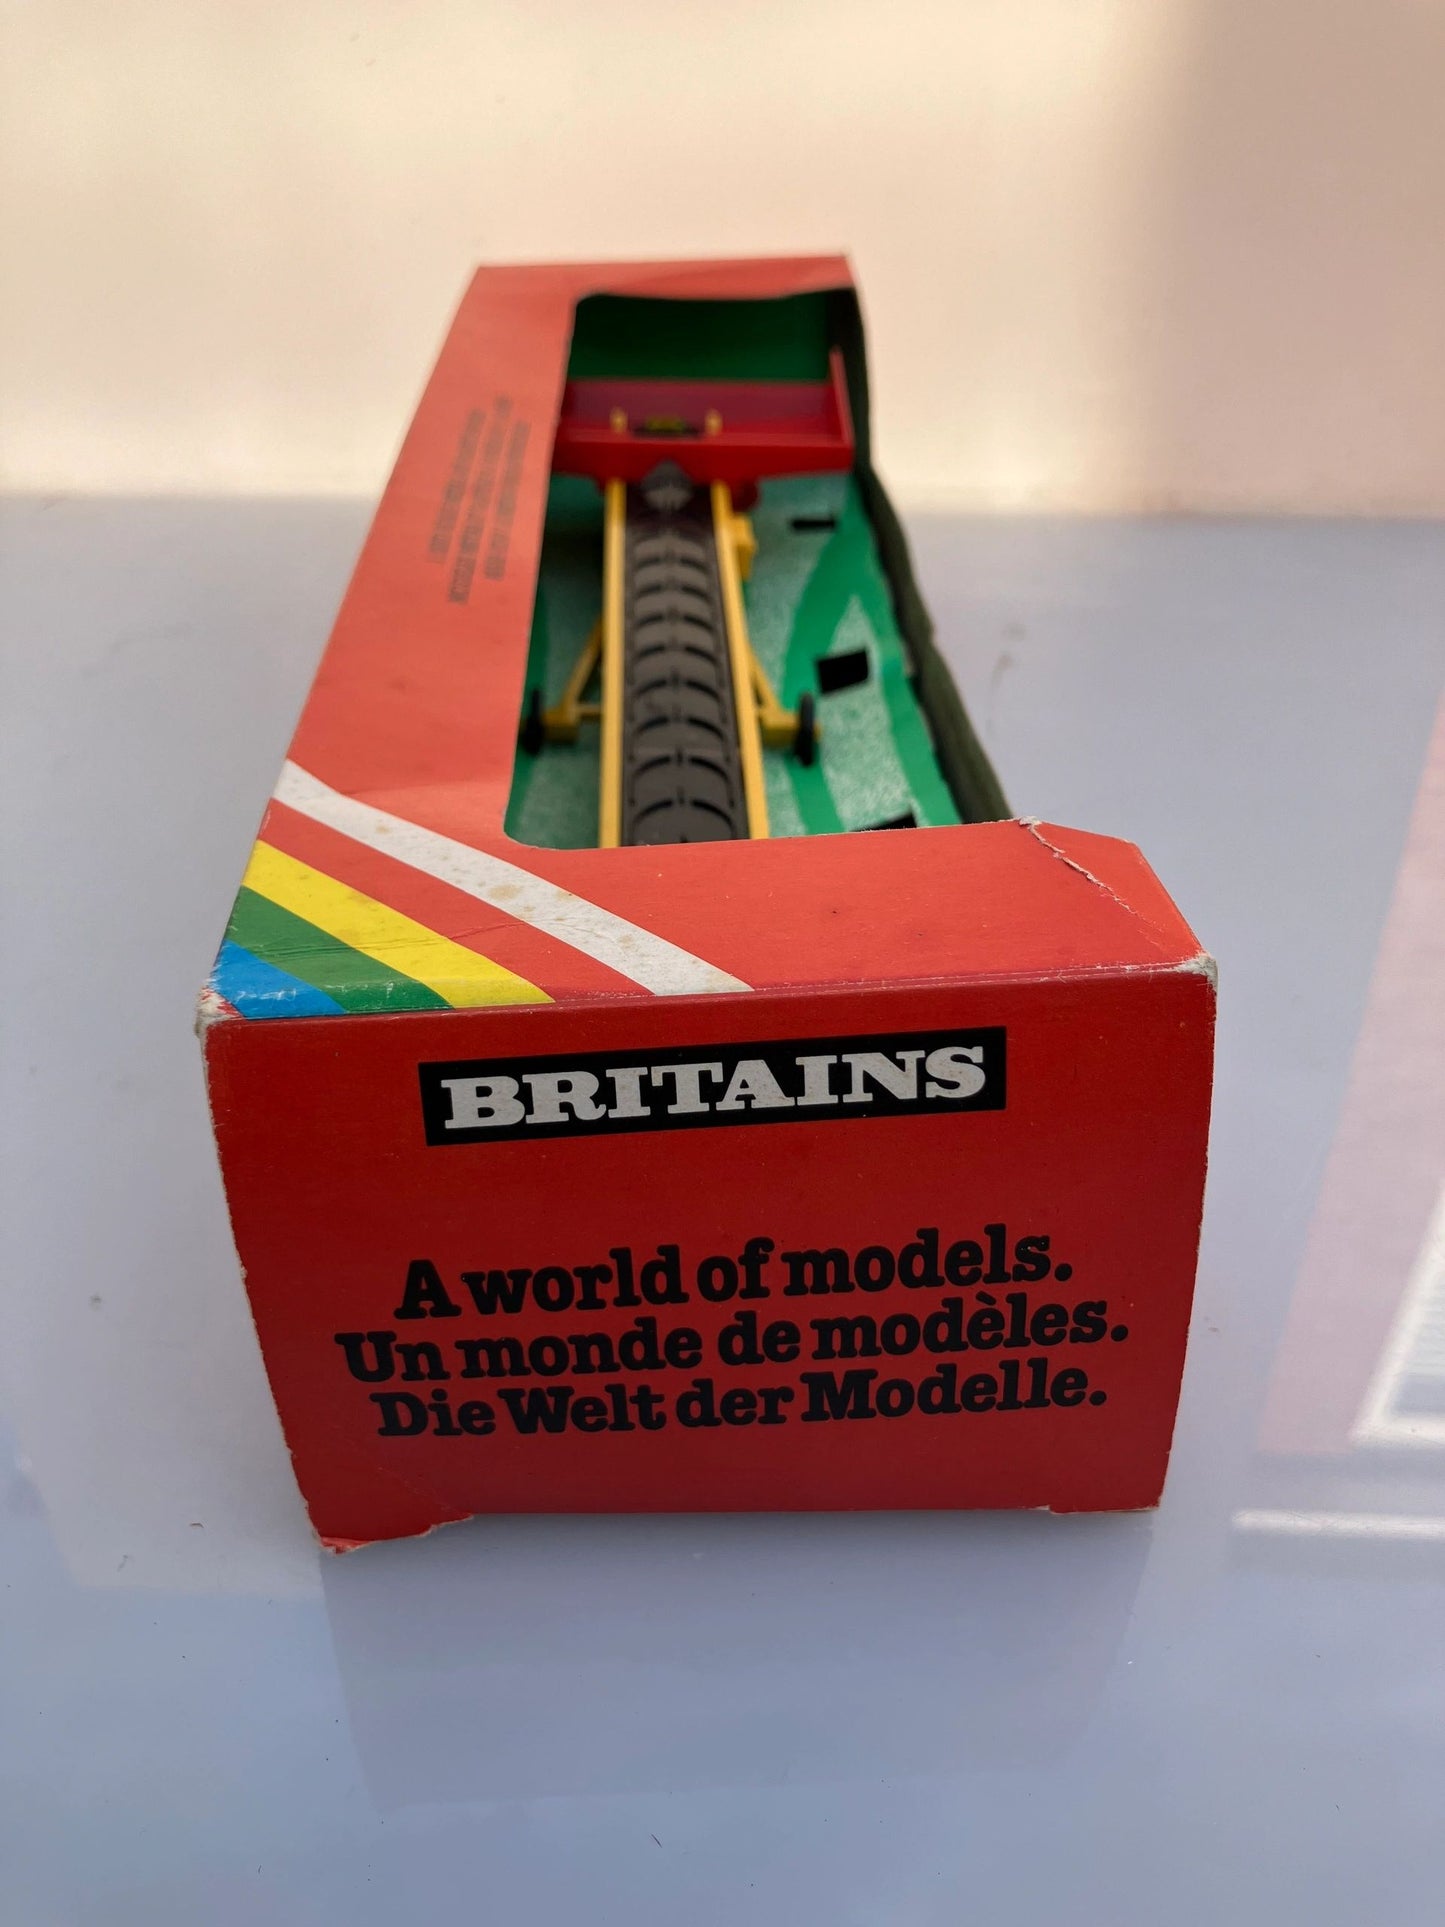 BRITAINS
A world of models.
Un monde de modèles.
Die Welt der Modelle.